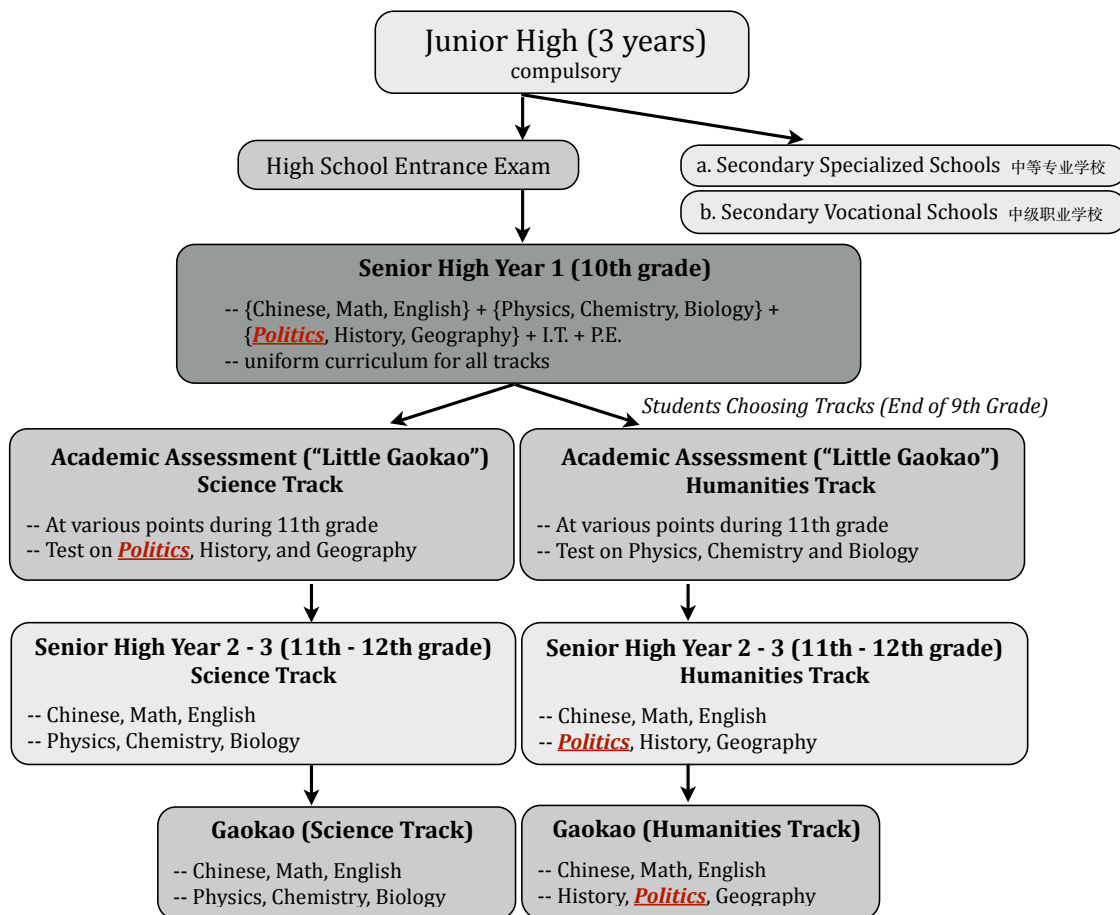 Junior High (3 years)
compulsory
High School Entrance Exam
a. Secondary Specialized Schools 中等专业学校
b. Secondary Vocational Schools 中级职业学校
Senior High Year 1 (10th grade)
-- {Chinese, Math, English} + {Physics, Chemistry, Biology} +
{Politics, History, Geography} + I.T. + P.E.
-- uniform curriculum for all tracks
Students Choosing Tracks (End of 9th Grade)
Academic Assessment (“Little Gaokao”)
Science Track
-- At various points during 11th grade
-- Test on Politics, History, and Geography
Academic Assessment (“Little Gaokao”)
Humanities Track
-- At various points during 11th grade
-- Test on Physics, Chemistry and Biology
Senior High Year 2 - 3 (11th - 12th grade)
Science Track
-- Chinese, Math, English
-- Physics, Chemistry, Biology
Senior High Year 2 - 3 (11th - 12th grade)
Humanities Track
-- Chinese, Math, English
-- Politics, History, Geography
Gaokao (Science Track)
-- Chinese, Math, English
-- Physics, Chemistry, Biology
Gaokao (Humanities Track)
-- Chinese, Math, English
-- History, Politics, Geography